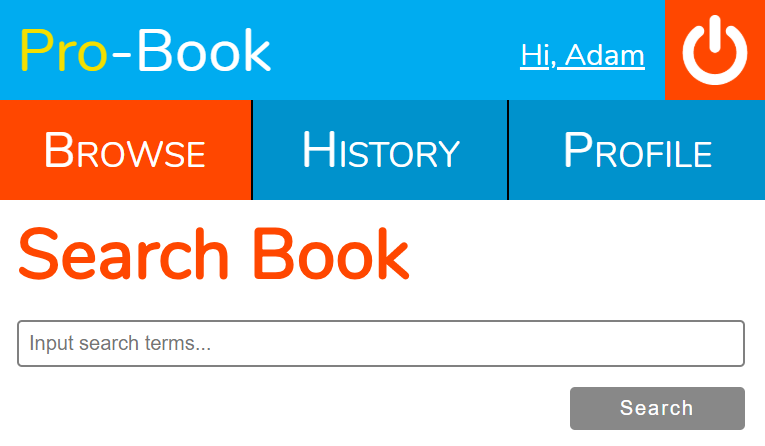 Pro-Book
Hi, Adam
Browse
History
Profile
Search Book
Input search terms...
Search